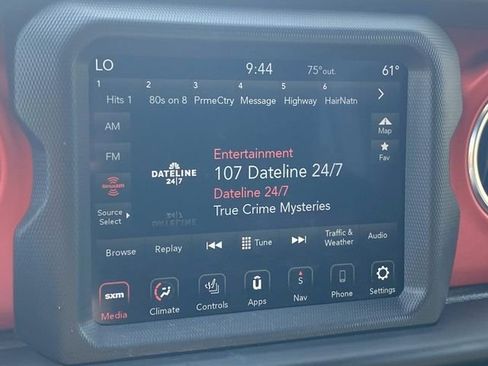 LO 9:44 75°out. 61°
1 2 3 4 5 6
Hits 1 80s on 8 PrmeCtry Message Highway HairNatn
AM
FM
SiriusXM
Source
Select
Map
Fav
DATELINE
24|7
Entertainment
107 Dateline 24/7
Dateline 24/7
True Crime Mysteries
Browse Replay Tune Traffic &
Weather Audio
sxm
Media Climate Controls Apps S
Nav Phone Settings